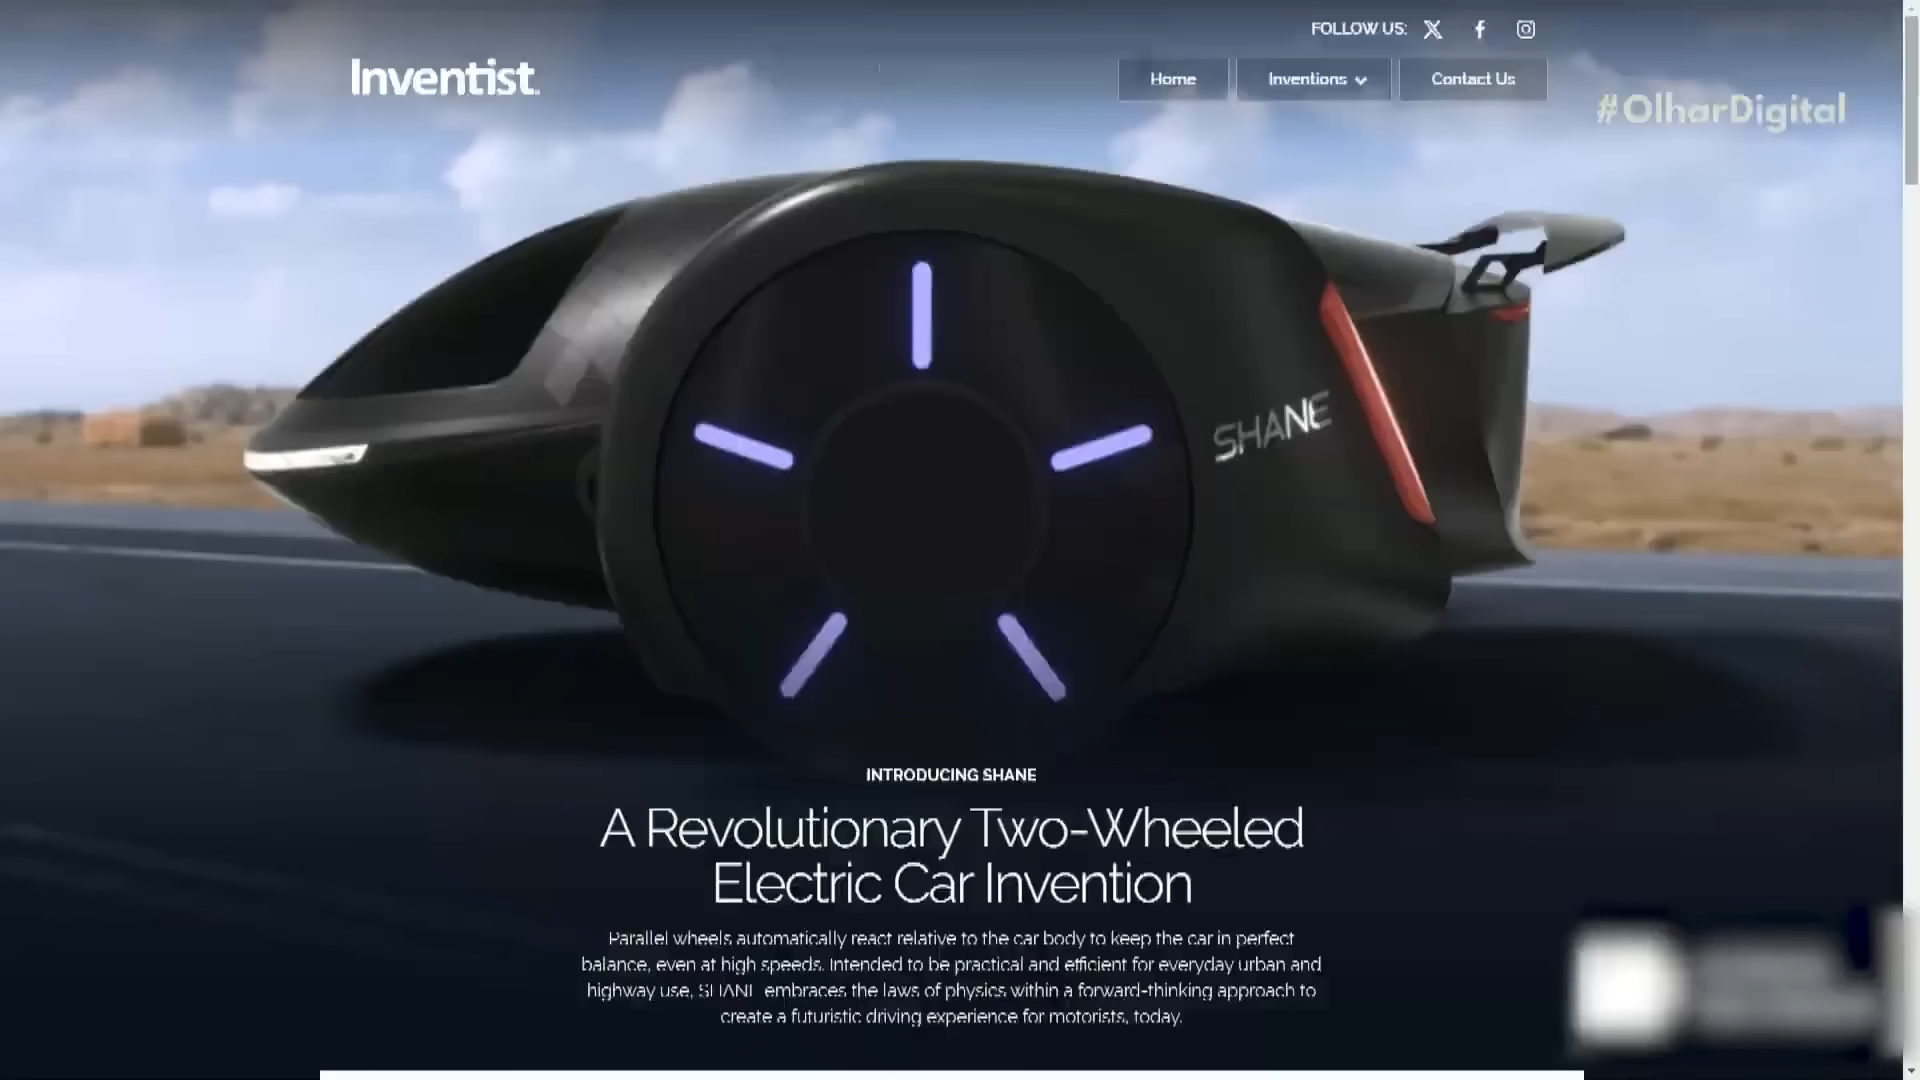 FOLLOW US:
Inventist.
Home
Inventions
Contact Us
#OlharDigital
SHANE
INTRODUCING SHANE
A Revolutionary Two-Wheeled
Electric Car Invention
Parallel wheels automatically react relative to the car body to keep the car in perfect
balance, even at high speeds. Intended to be practical and efficient for everyday urban and
highway use, SHANE embraces the laws of physics within a forward-thinking approach to
create a futuristic driving experience for motorists, today.